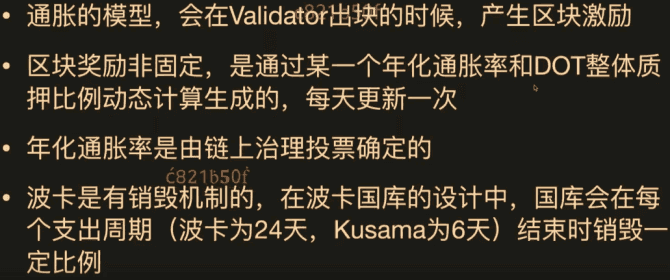 • 通胀的模型，会在Validator出块的时候，产生区块激励
• 区块奖励非固定，是通过某一个年化通胀率和DOT整体质
押比例动态计算生成的，每天更新一次
• 年化通胀率是由链上治理投票确定的
c821b50f
• 波卡是有销毁机制的，在波卡国库的设计中，国库会在每
个支出周期（波卡为24天，Kusama为6天）结束时销毁一
定比例